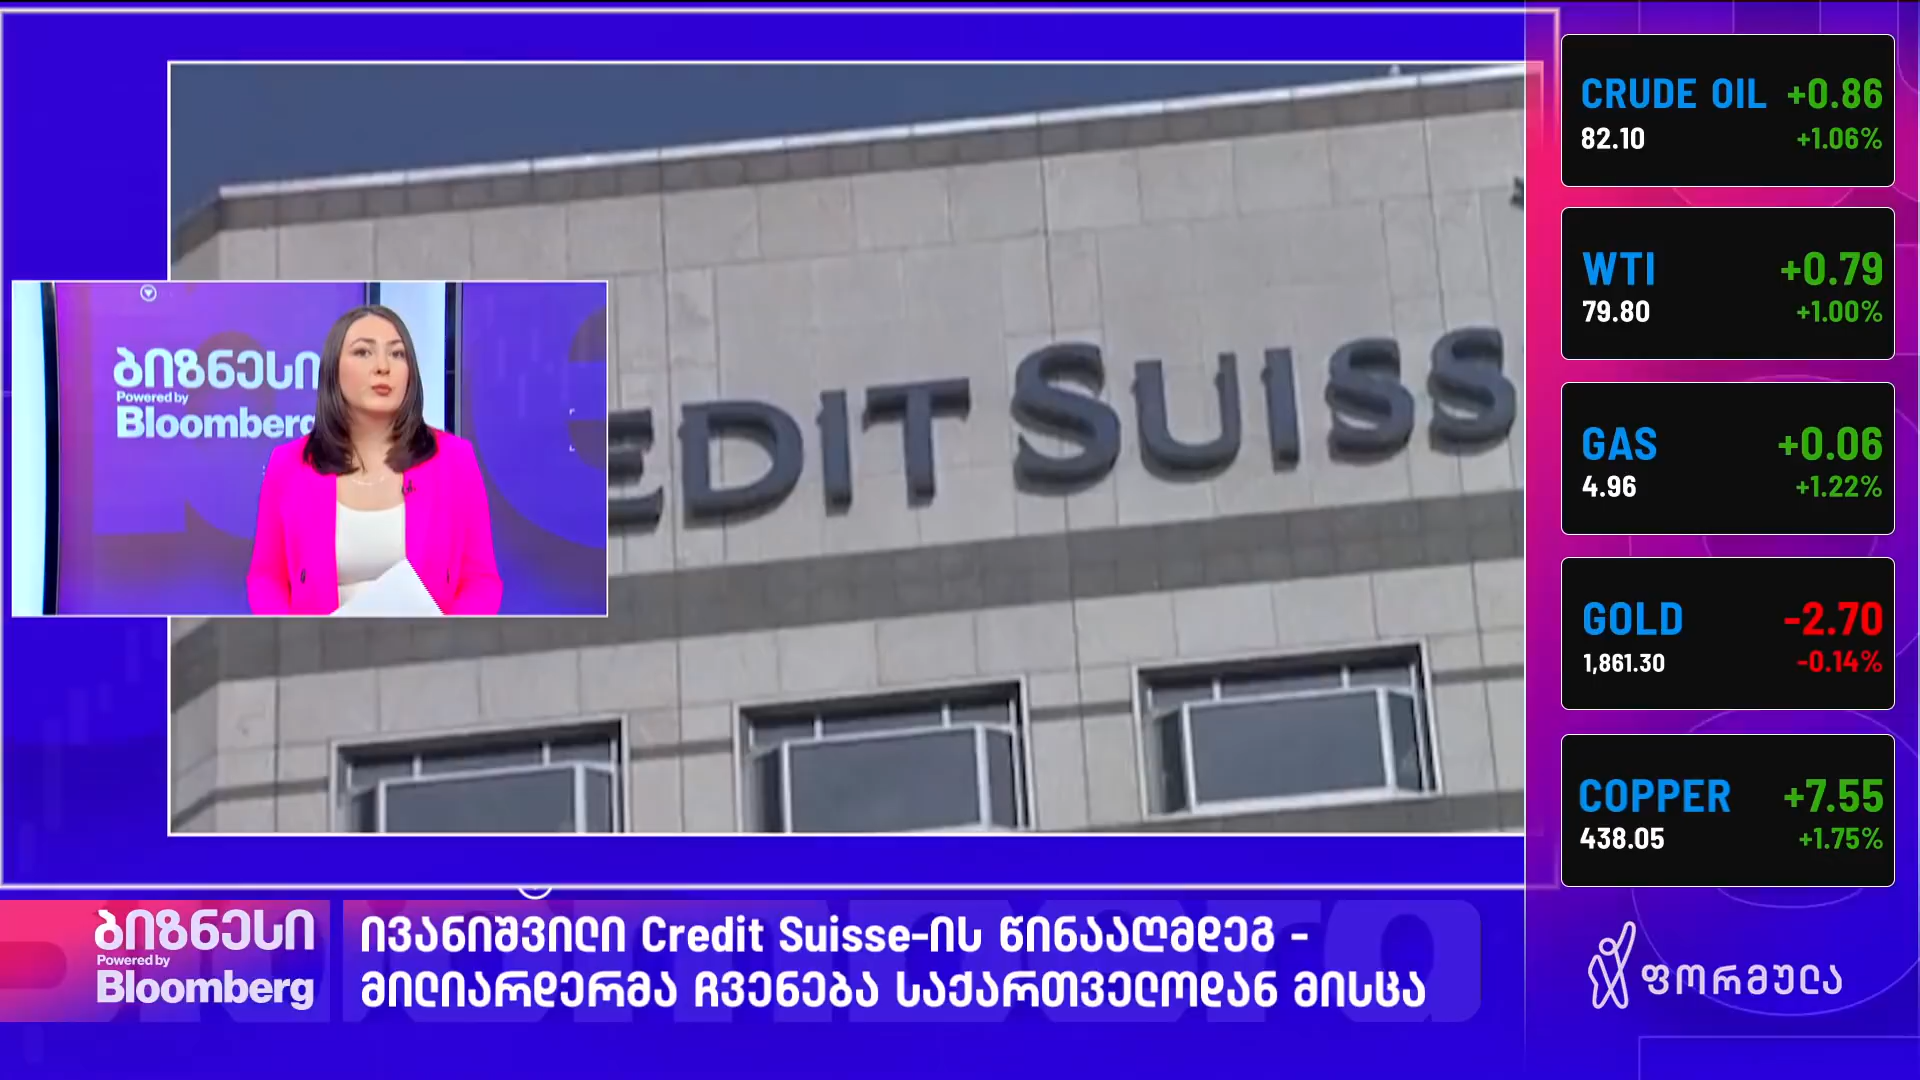 EDIT SUISS
ბიზნესი
Powered by
Bloomberg
ივანიშვილი Credit Suisse-ის წინააღმდეგ -
მილიარდერმა ჩვენება საქართველოდან მისცა
ბიზნესი
Powered by
Bloomberg
CRUDE OIL +0.86
82.10 +1.06%
WTI +0.79
79.80 +1.00%
GAS +0.06
4.96 +1.22%
GOLD -2.70
1,861.30 -0.14%
COPPER +7.55
438.05 +1.75%
ფორმულა